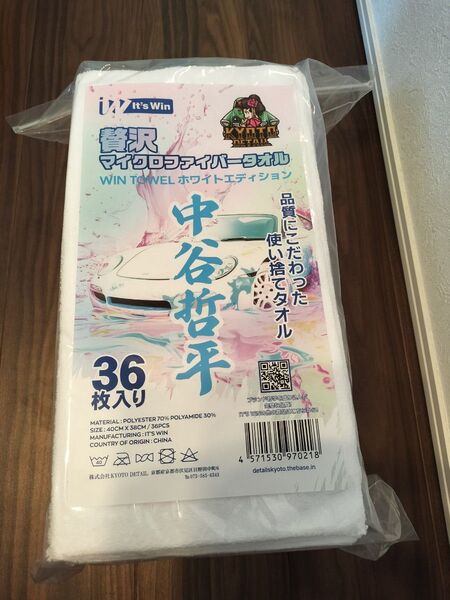 iW It's Win
KYOTO
DETAIL
贅沢
マイクロファイバータオル
WIN TOWEL ホワイトエディション
中谷哲平
品質にこだわった
使い捨てタオル
36
枚入り
MATERIAL : POLYESTER 70% POLYAMIDE 30%
SIZE : 40CM X 38CM / 36PCS
MANUFACTURING : IT'S WIN
COUNTRY OF ORIGIN : CHINA
40
株式会社KYOTO DETAIL
4 571530 970218
detailskyoto.thebase.in